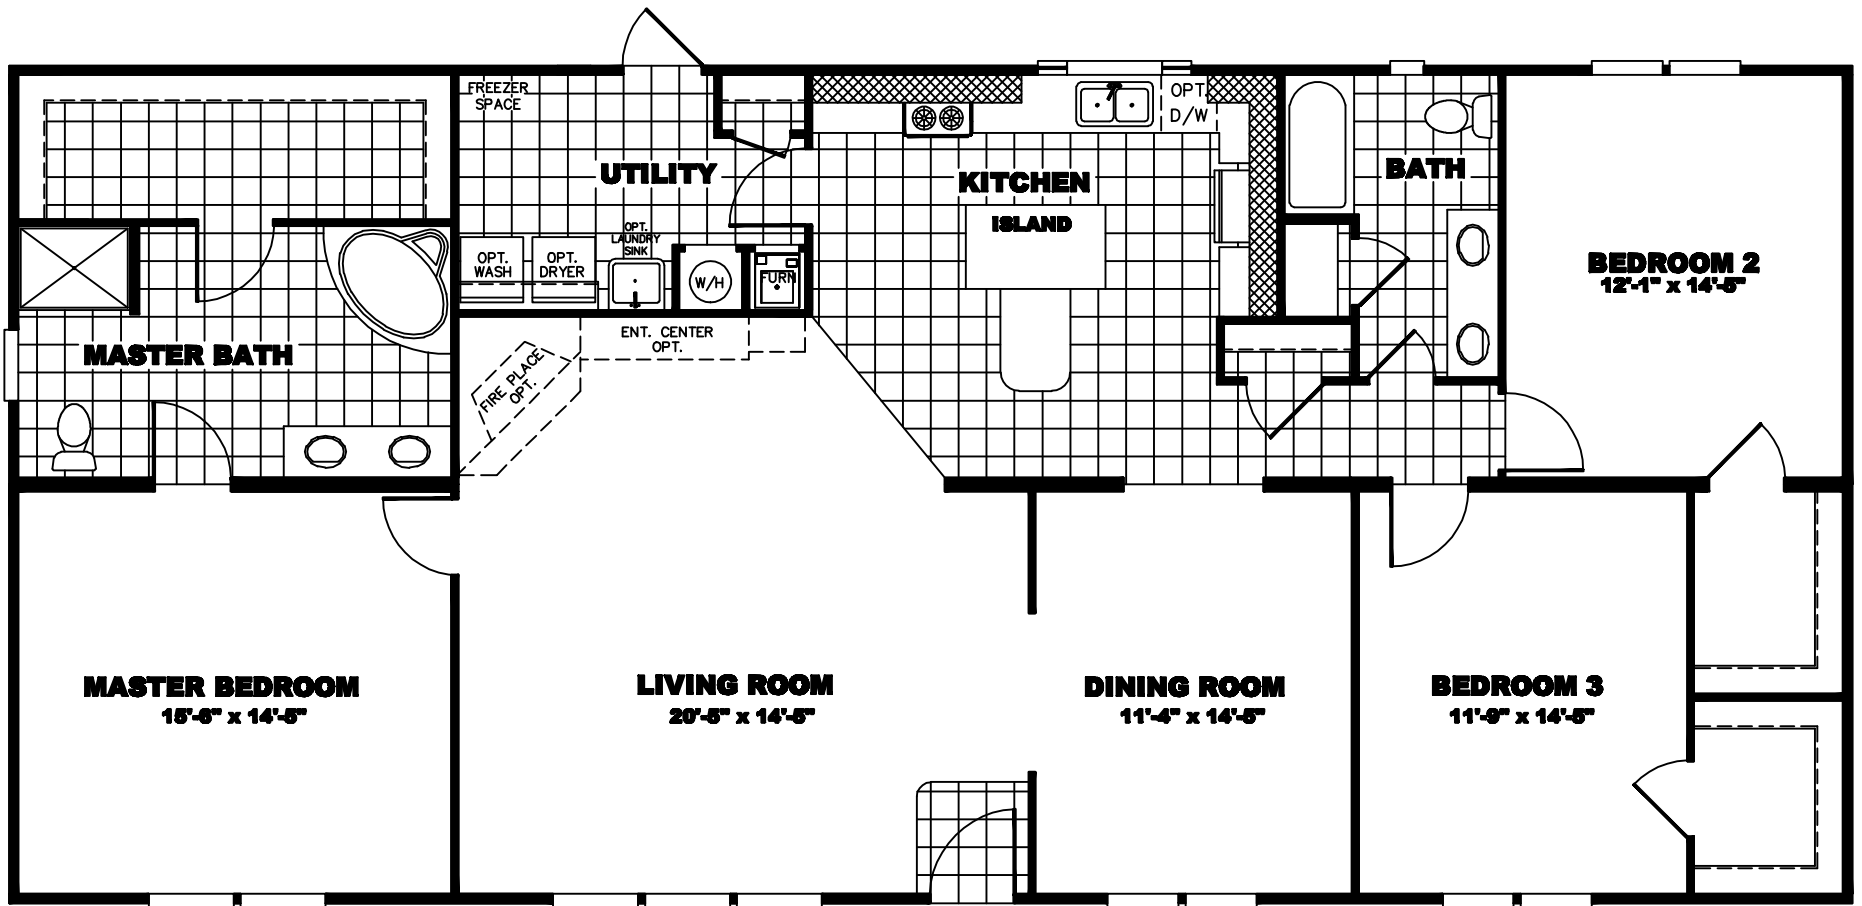 FREEZER
SPACE
OPT.
D/W
UTILITY
KITCHEN
BATH
ISLAND
OPT.
LAUNDRY
SINK
OPT.
WASH
OPT.
DRYER
W/H
FURN
BEDROOM 2
12'-1" x 14'-5"
MASTER BATH
ENT. CENTER
OPT.
FIRE PLACE
OPT.
MASTER BEDROOM
15'-6" x 14'-5"
LIVING ROOM
20'-5" x 14'-5"
DINING ROOM
11'-4" x 14'-5"
BEDROOM 3
11'-9" x 14'-5"